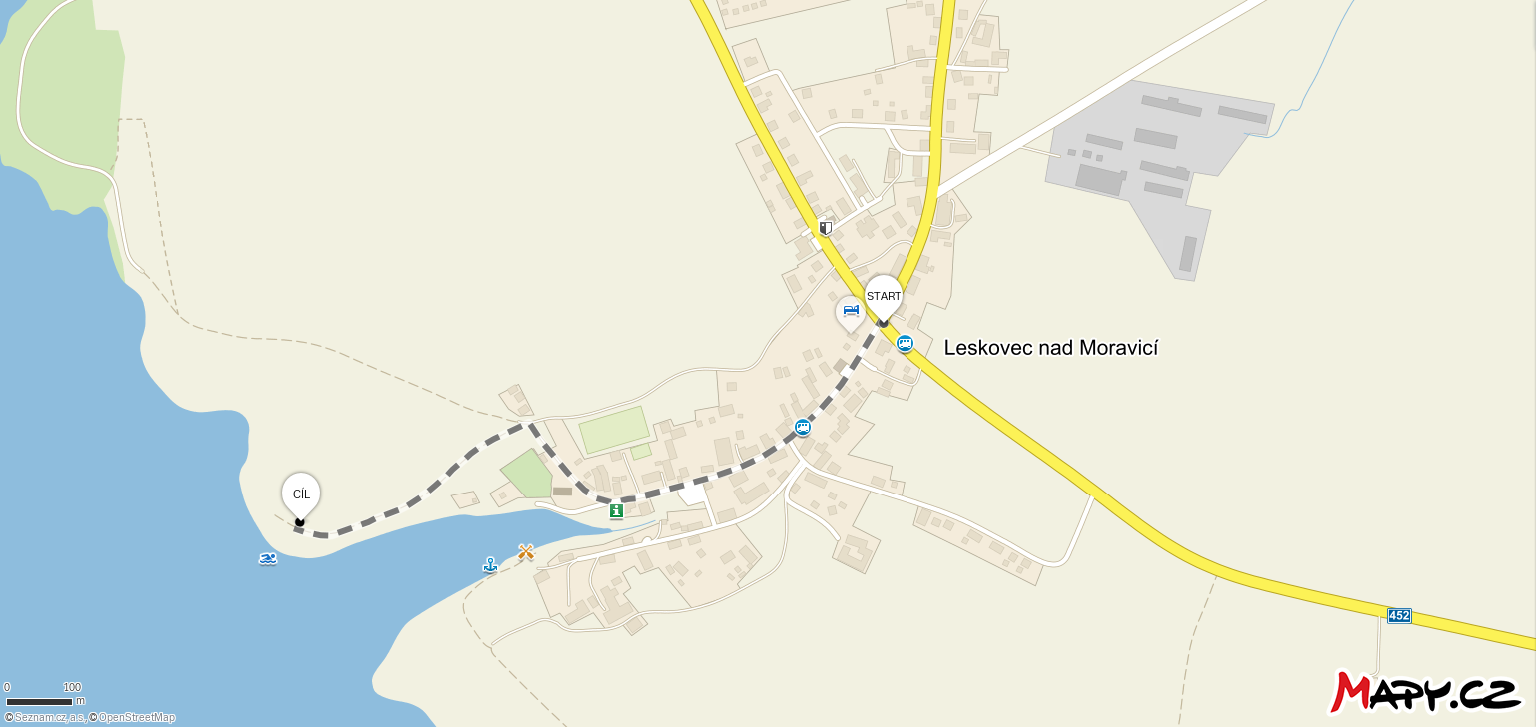 START
Leskovec nad Moravicí
CÍL
452
0 100
m
© Seznam.cz, a.s., © OpenStreetMap
MAPY.CZ